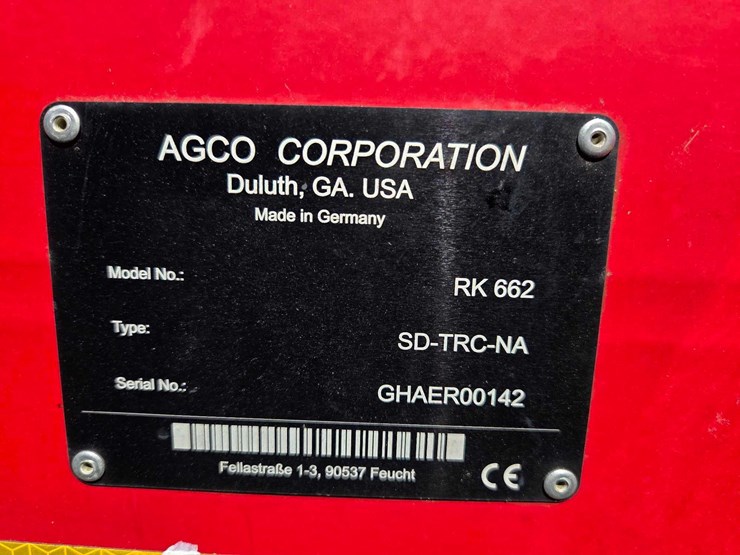 AGCO CORPORATION
Duluth, GA. USA
Made in Germany
Model No.: RK 662
Type: SD-TRC-NA
Serial No.: GHAER00142
Fellastraße 1-3, 90537 Feucht
CE